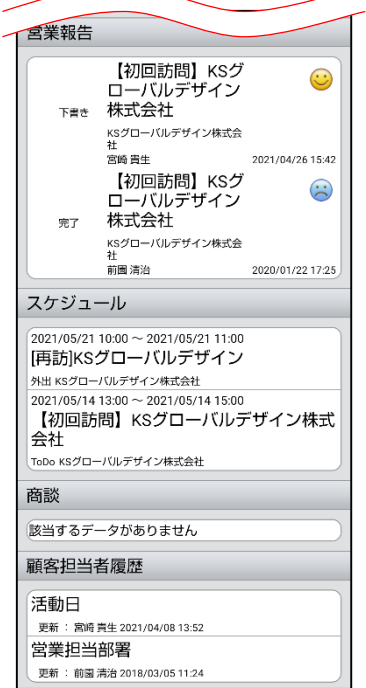 営業報告
【初回訪問】KSグ
ローバルデザイン
下書き 株式会社
KSグローバルデザイン株式会
社
宮崎 貴生 2021/04/26 15:42
【初回訪問】KSグ
ローバルデザイン
完了 株式会社
KSグローバルデザイン株式会
社
前園 清治 2020/01/22 17:25
スケジュール
2021/05/21 10:00 ～ 2021/05/21 11:00
[再訪]KSグローバルデザイン
外出 KSグローバルデザイン株式会社
2021/05/14 13:00 ～ 2021/05/14 15:00
【初回訪問】KSグローバルデザイン株式
会社
ToDo KSグローバルデザイン株式会社
商談
該当するデータがありません
顧客担当者履歴
活動日
更新 ： 宮崎 貴生 2021/04/08 13:52
営業担当部署
更新 ： 前園 清治 2018/03/05 11:24